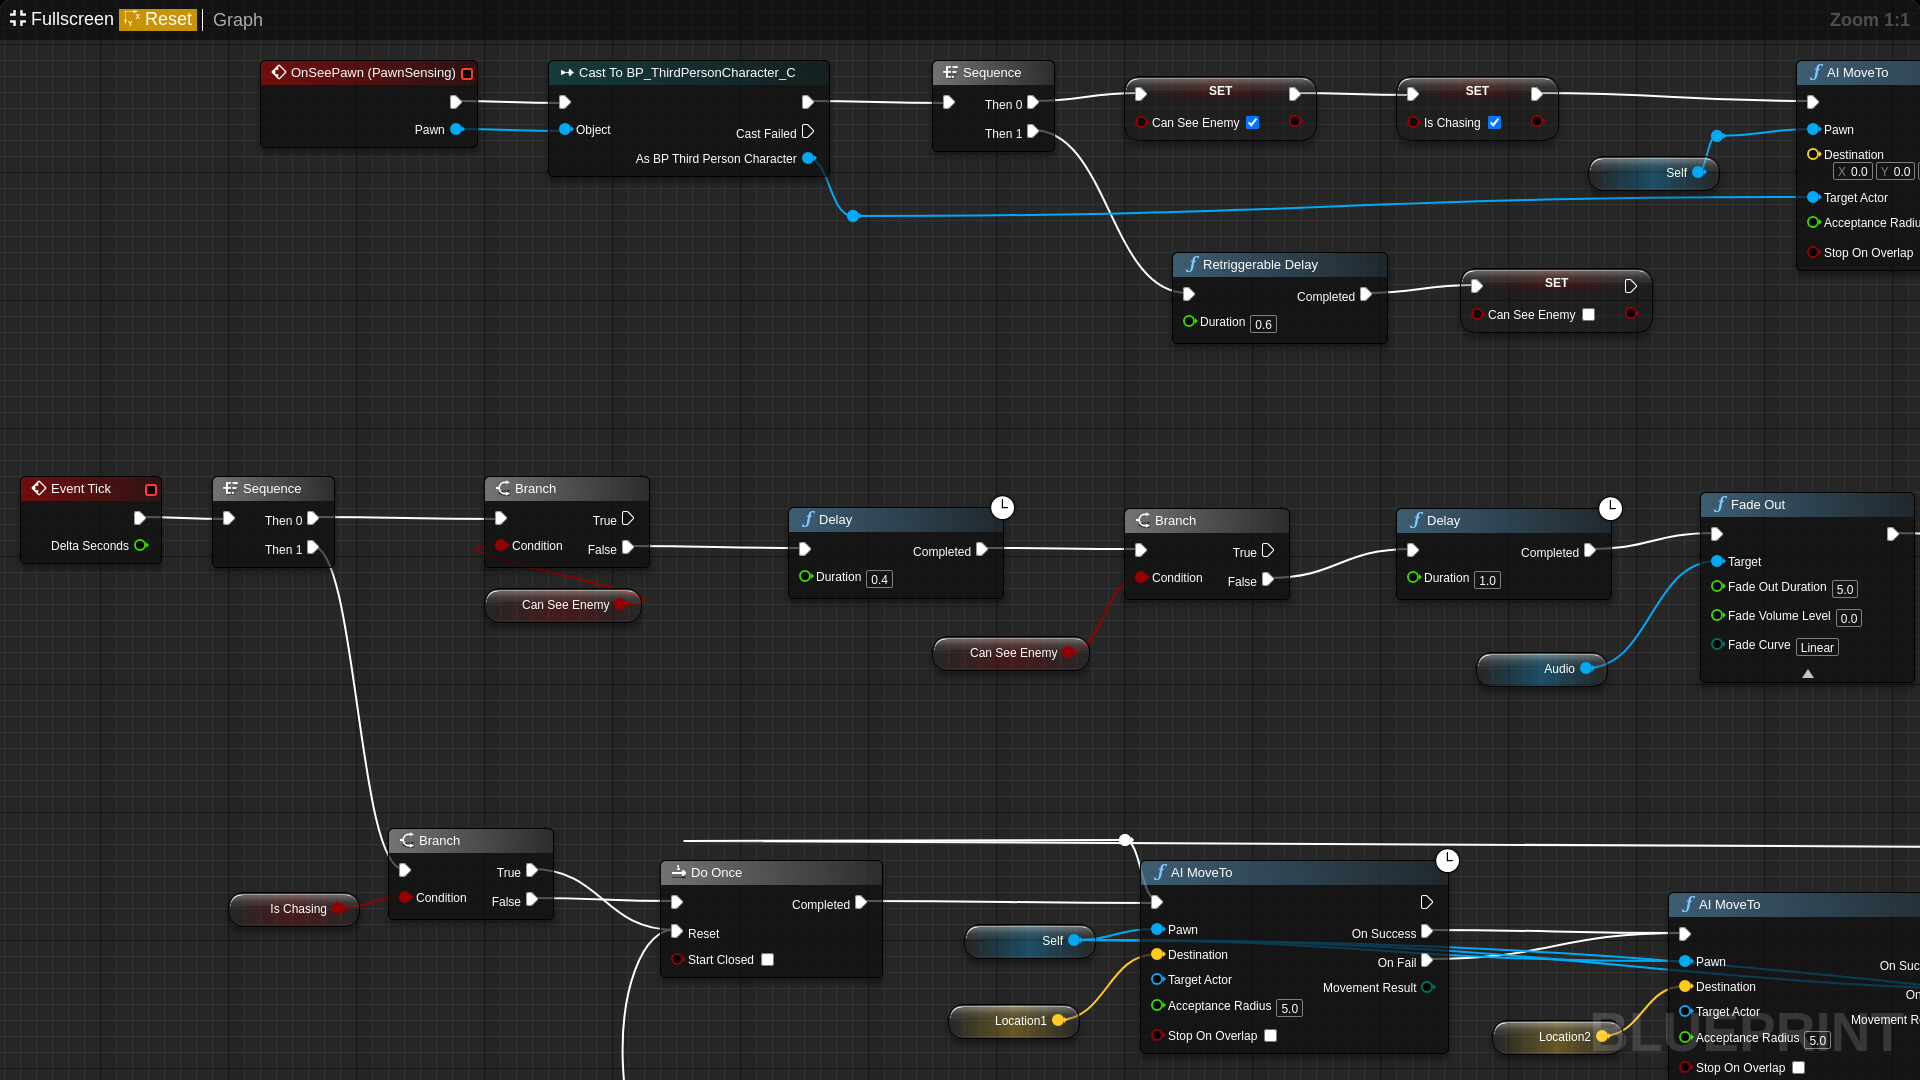 Fullscreen Reset Graph
Zoom 1:1
OnSeePawn (PawnSensing)
Pawn
Cast To BP_ThirdPersonCharacter_C
Object
Cast Failed
As BP Third Person Character
Sequence
Then 0
Then 1
SET
Can See Enemy
SET
Is Chasing
Self
AI MoveTo
Pawn
Destination
X 0.0 Y 0.0
Target Actor
Acceptance Radiu
Stop On Overlap
Retriggerable Delay
Completed
Duration 0.6
SET
Can See Enemy
Event Tick
Delta Seconds
Sequence
Then 0
Then 1
Branch
True
Condition
False
Can See Enemy
Delay
Completed
Duration 0.4
Branch
True
Condition
False
Can See Enemy
Delay
Completed
Duration 1.0
Audio
Fade Out
Target
Fade Out Duration 5.0
Fade Volume Level 0.0
Fade Curve Linear
Branch
True
Condition
False
Is Chasing
Do Once
Completed
Reset
Start Closed
Self
Location1
AI MoveTo
Pawn
On Success
Destination
On Fail
Target Actor
Movement Result
Acceptance Radius 5.0
Stop On Overlap
Location2
AI MoveTo
Pawn
On Suc
Destination
On
Target Actor
Movement R
Acceptance Radius 5.0
Stop On Overlap
BLUEPRINT